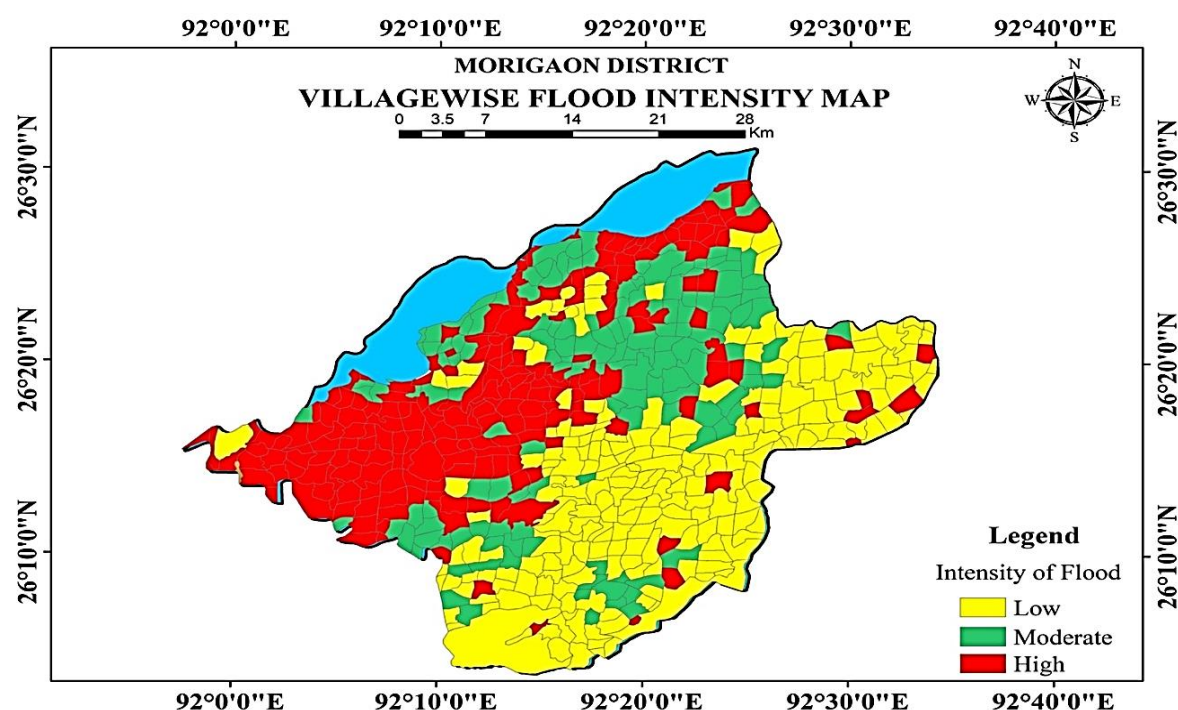 92°0'0"E 92°10'0"E 92°20'0"E 92°30'0"E 92°40'0"E
MORIGAON DISTRICT
VILLAGEWISE FLOOD INTENSITY MAP
0 3.5 7 14 21 28
Km
N
W E
S
26°30'0"N 26°30'0"N
26°20'0"N 26°20'0"N
26°10'0"N 26°10'0"N
Legend
Intensity of Flood
Low
Moderate
High
92°0'0"E 92°10'0"E 92°20'0"E 92°30'0"E 92°40'0"E